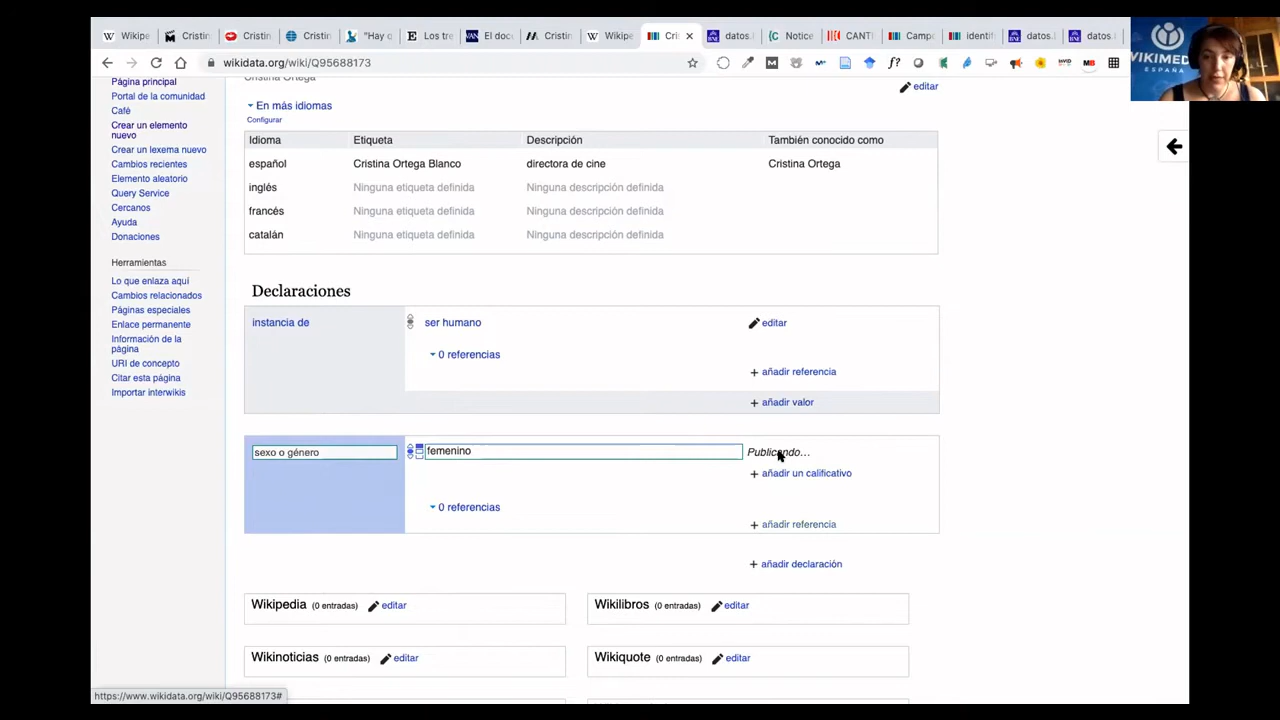 Wikipe
Cristin
Cristin
Cristin
"Hay o
Los tre
El doc
Cristin
Wikipe
Cri
datos.
Notice
CANTI
Camp
identif
datos.
datos.
wikidata.org/wiki/Q95688173
WIKIMED
ESPAÑA
Página principal
Portal de la comunidad
Café
Crear un elemento
nuevo
Crear un lexema nuevo
Cambios recientes
Elemento aleatorio
Query Service
Cercanos
Ayuda
Donaciones
Herramientas
Lo que enlaza aquí
Cambios relacionados
Páginas especiales
Enlace permanente
Información de la
página
URI de concepto
Citar esta página
Importar interwikis
Cristina Ortega
editar
En más idiomas
Configurar
Idioma Etiqueta Descripción También conocido como
español Cristina Ortega Blanco directora de cine Cristina Ortega
inglés Ninguna etiqueta definida Ninguna descripción definida
francés Ninguna etiqueta definida Ninguna descripción definida
catalán Ninguna etiqueta definida Ninguna descripción definida
Declaraciones
instancia de ser humano editar
0 referencias
+ añadir referencia
+ añadir valor
sexo o género femenino Publicando…
+ añadir un calificativo
0 referencias
+ añadir referencia
+ añadir declaración
Wikipedia (0 entradas) editar Wikilibros (0 entradas) editar
Wikinoticias (0 entradas) editar Wikiquote (0 entradas) editar
https://www.wikidata.org/wiki/Q95688173#